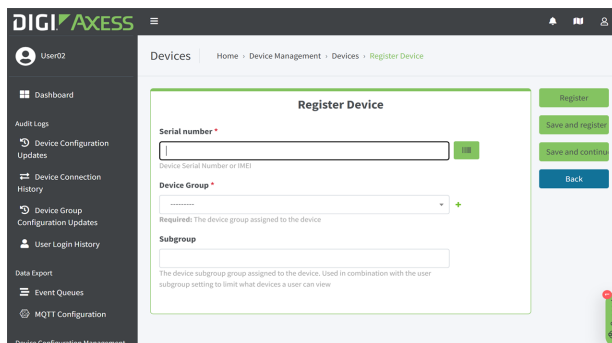 DIGI AXESS
User02
Devices
Home › Device Management › Devices › Register Device
Dashboard
Audit Logs
Device Configuration
Updates
Device Connection
History
Device Group
Configuration Updates
User Login History
Data Export
Event Queues
MQTT Configuration
Device Configuration Management
Register Device
Serial number *
Device Serial Number or IMEI
Device Group *
---------
Required: The device group assigned to the device
Subgroup
The device subgroup group assigned to the device. Used in combination with the user
subgroup setting to limit what devices a user can view
Register
Save and register
Save and continu
Back